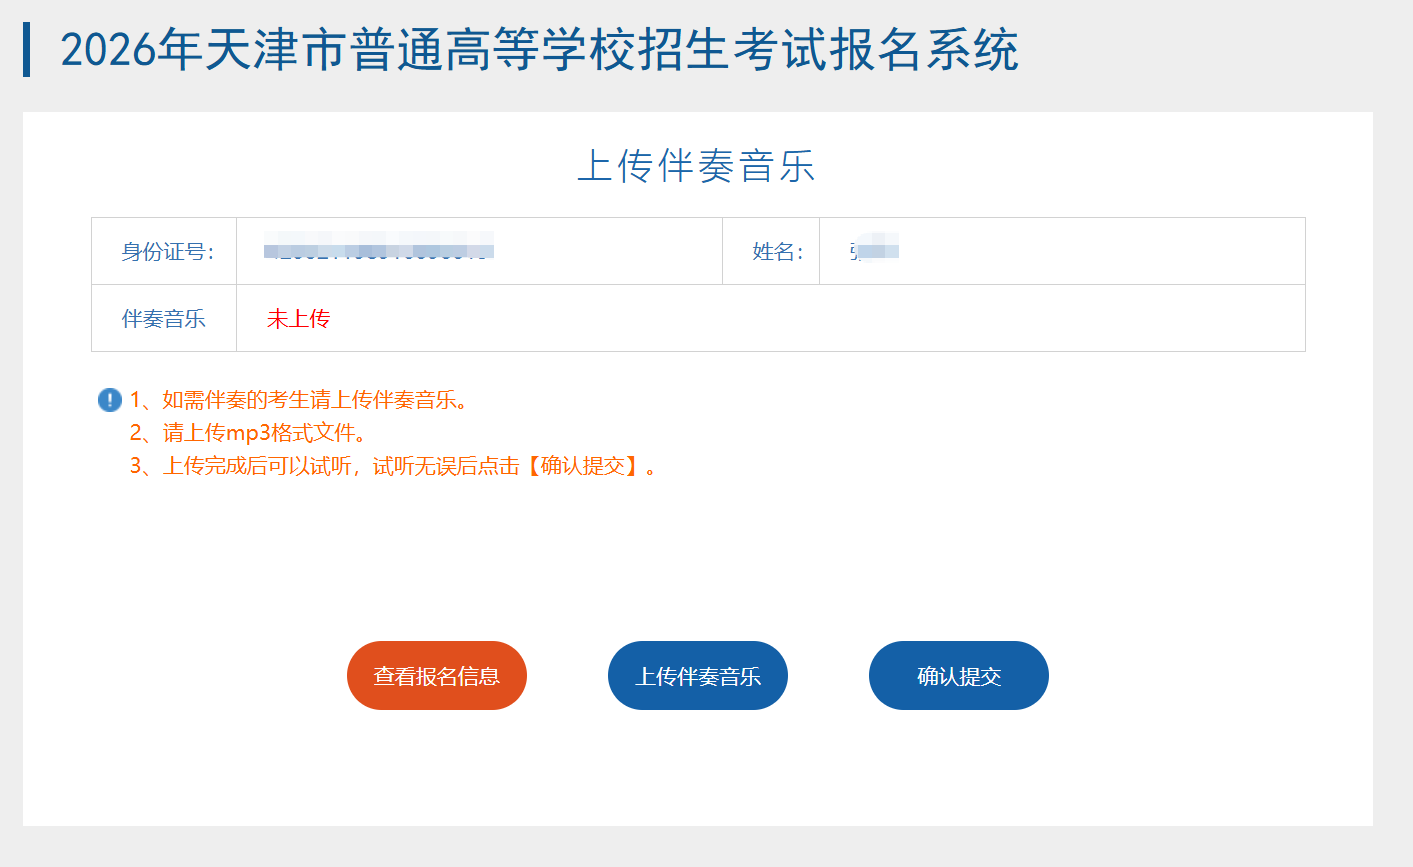 2026年天津市普通高等学校招生考试报名系统
上传伴奏音乐
身份证号： 姓名：
伴奏音乐 未上传
1、如需伴奏的考生请上传伴奏音乐。
2、请上传mp3格式文件。
3、上传完成后可以试听，试听无误后点击【确认提交】。
查看报名信息 上传伴奏音乐 确认提交